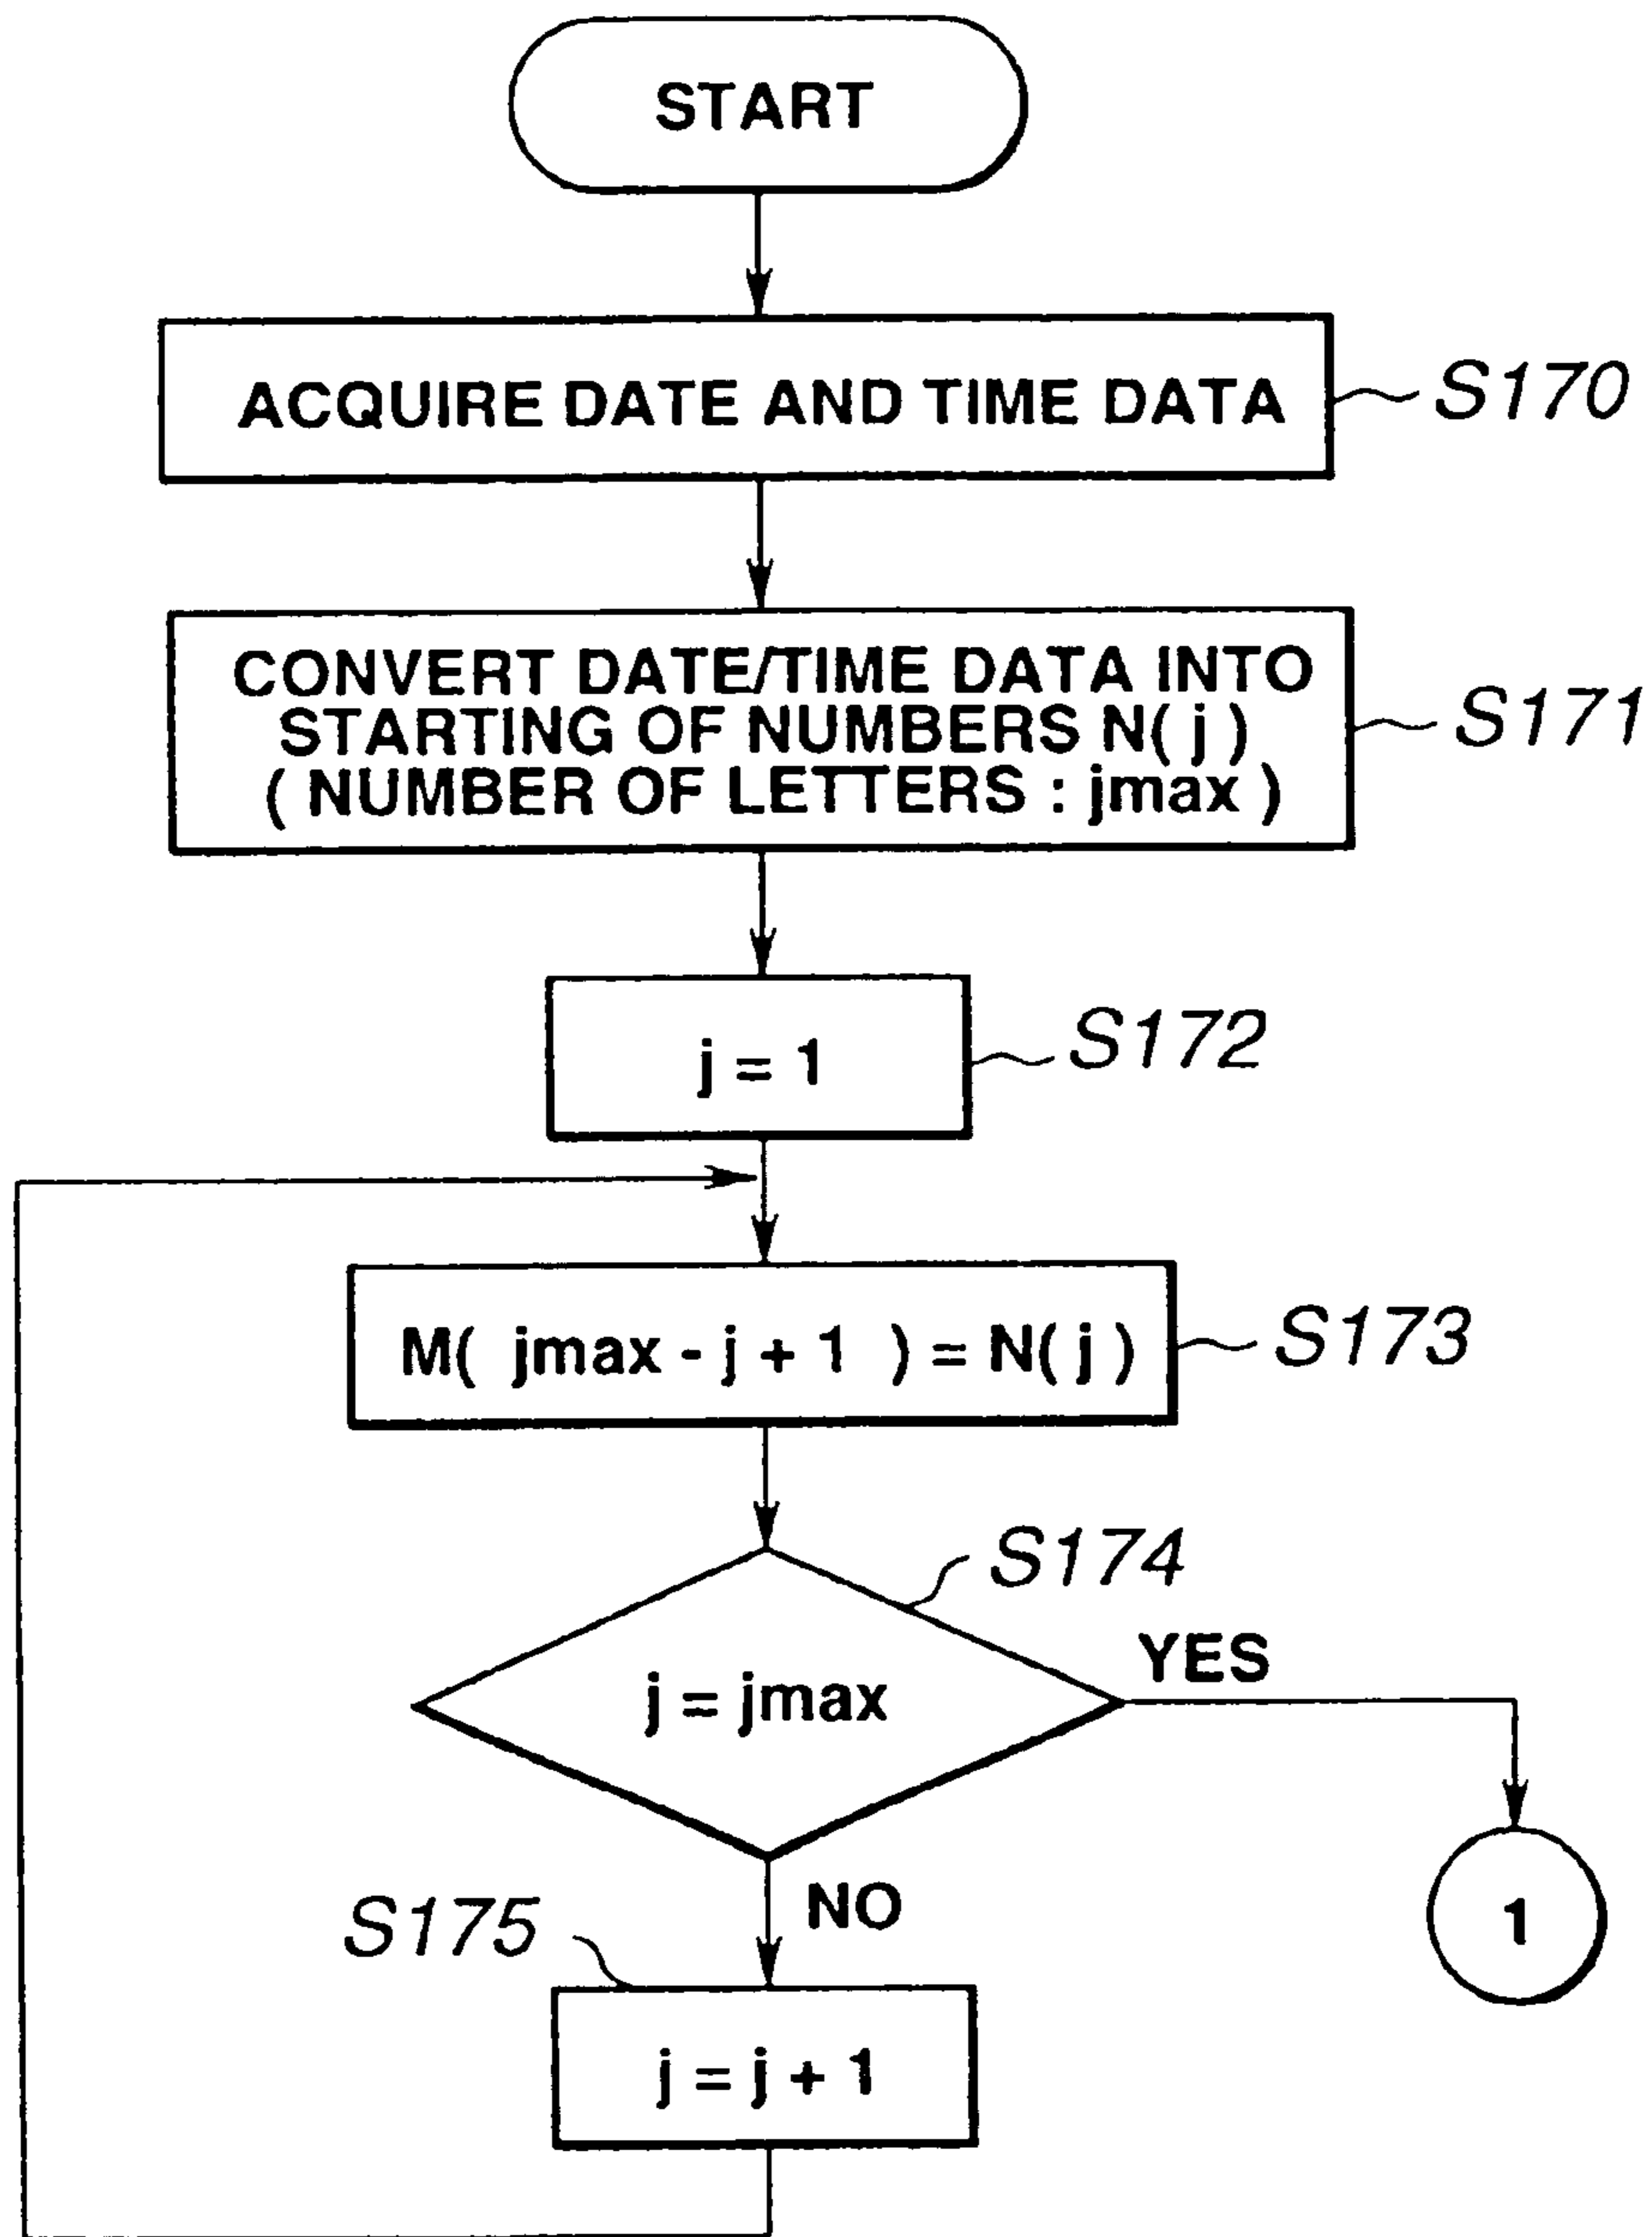 START
ACQUIRE DATE AND TIME DATA
S170
CONVERT DATE/TIME DATA INTO
STARTING OF NUMBERS N( j )
( NUMBER OF LETTERS : jmax )
S171
j = 1
S172
M( jmax - j + 1 ) = N( j )
S173
S174
j = jmax
YES
NO
1
S175
j = j + 1